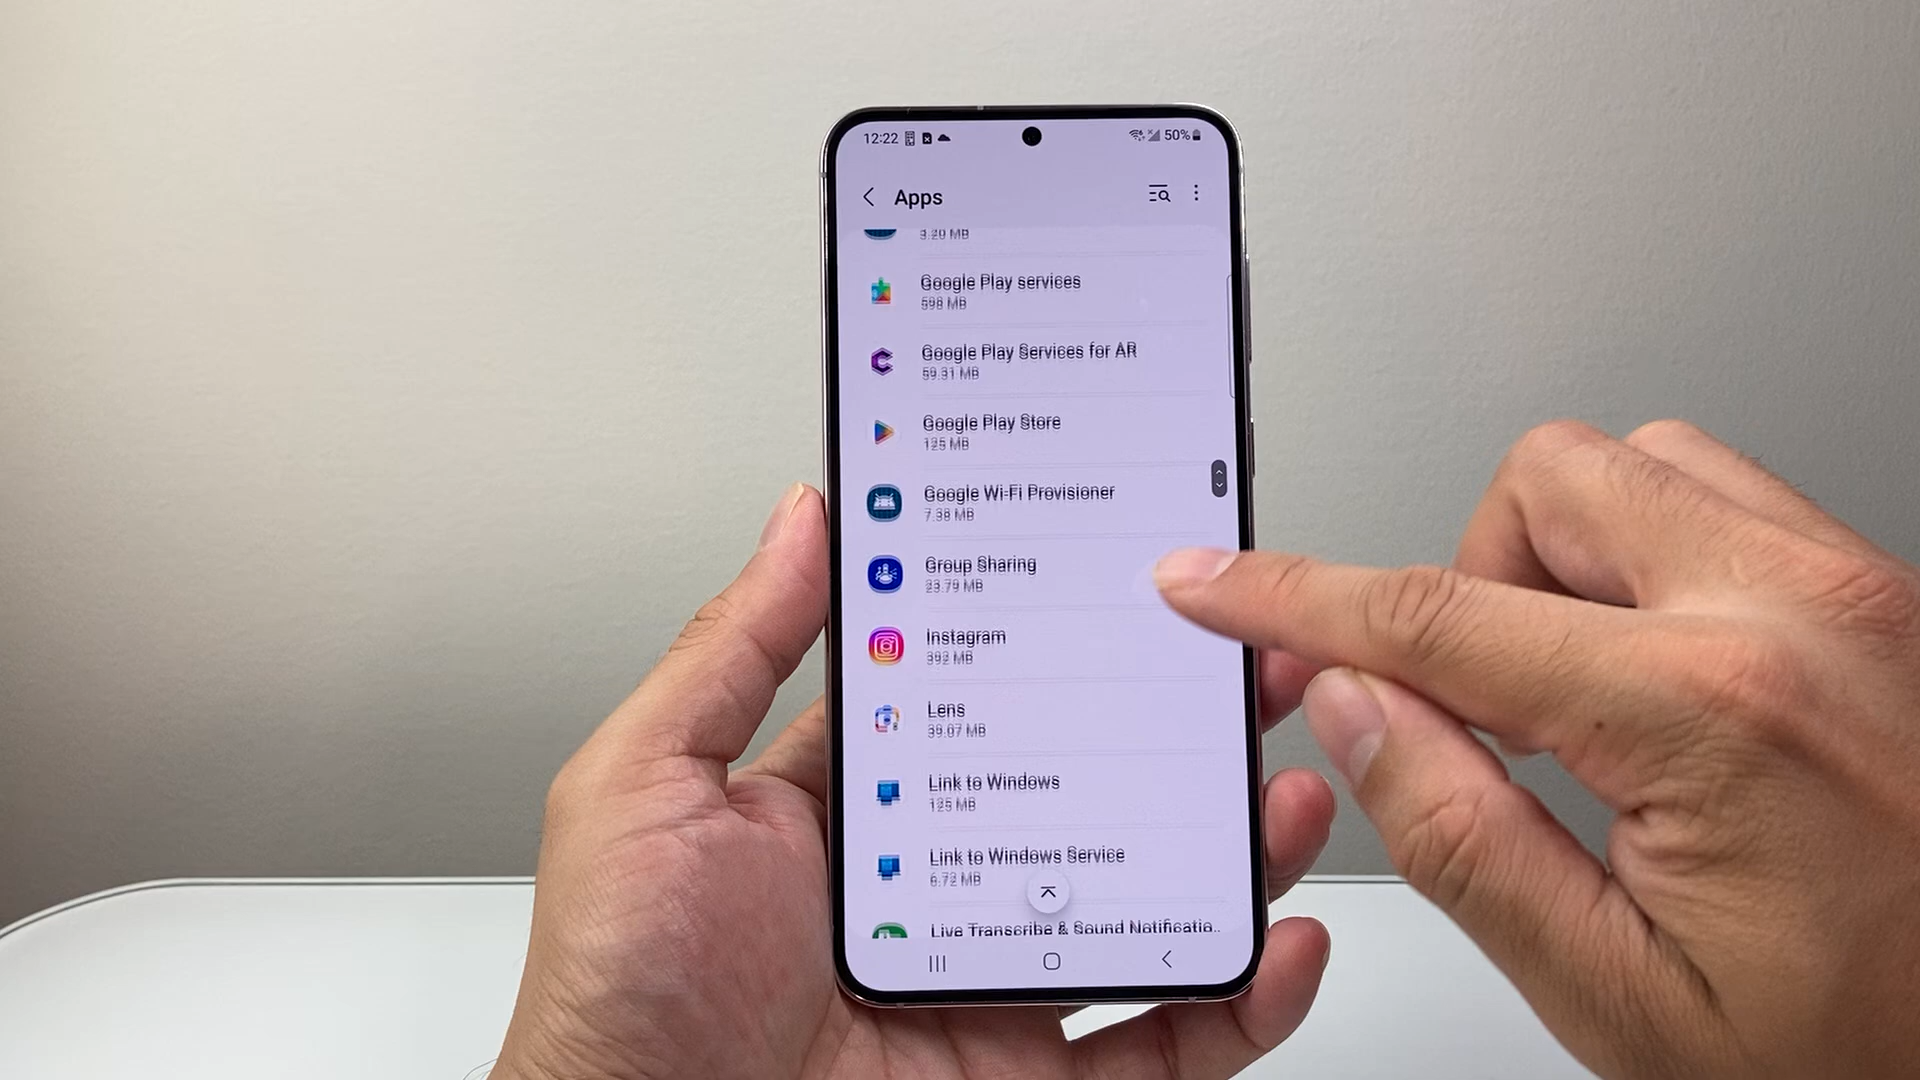 12:22
50%
Apps
3.20 MB
Google Play services
598 MB
Google Play Services for AR
59.31 MB
Google Play Store
125 MB
Google Wi-Fi Provisioner
7.38 MB
Group Sharing
23.79 MB
Instagram
392 MB
Lens
39.07 MB
Link to Windows
125 MB
Link to Windows Service
6.72 MB
Live Transcribe & Sound Notificatio..